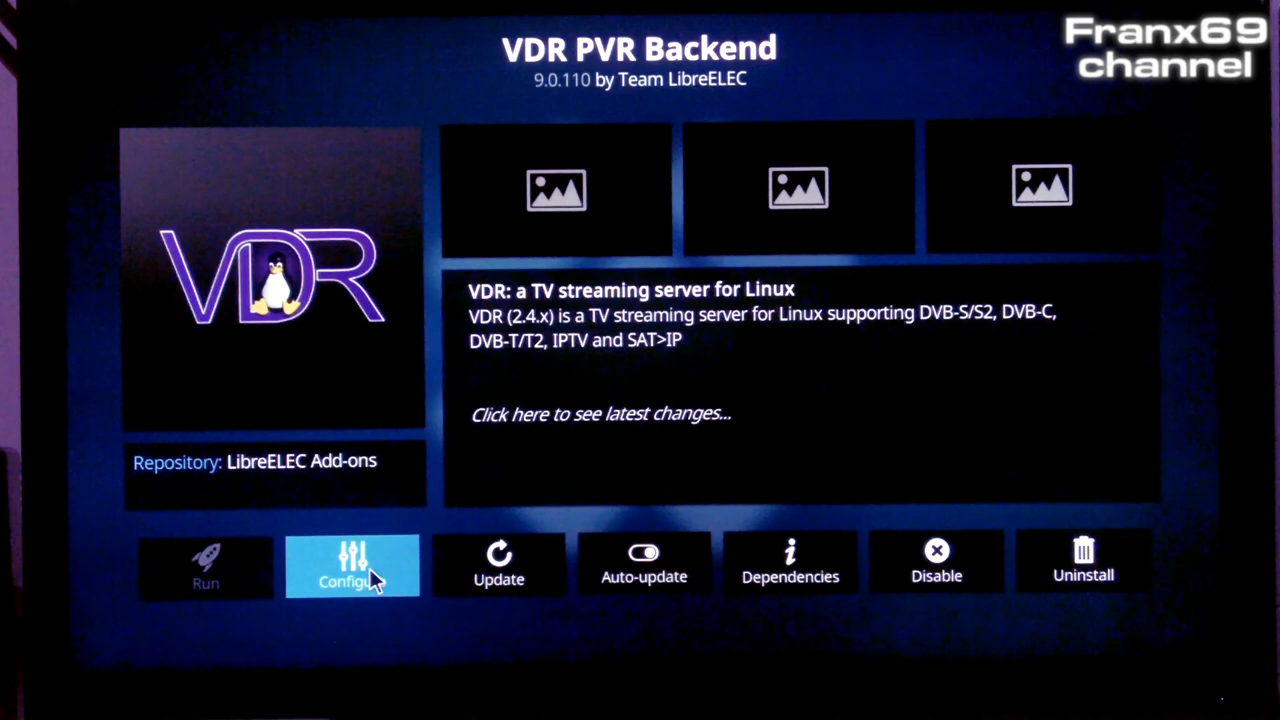 Franx69
channel
VDR PVR Backend
9.0.110 by Team LibreELEC
VDR
VDR: a TV streaming server for Linux
VDR (2.4.x) is a TV streaming server for Linux supporting DVB-S/S2, DVB-C,
DVB-T/T2, IPTV and SAT>IP
Click here to see latest changes...
Repository: LibreELEC Add-ons
Run
Update
Auto-update
Dependencies
Disable
Uninstall